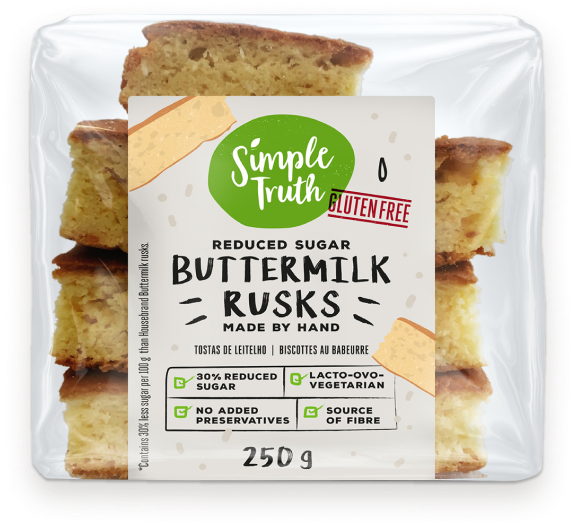 Simple
Truth
GLUTEN FREE
REDUCED SUGAR
BUTTERMILK
RUSKS
MADE BY HAND
TOSTAS DE LEITELHO | BISCOTTES AU BABEURRE
30% REDUCED
SUGAR
LACTO-OVO-
VEGETARIAN
NO ADDED
PRESERVATIVES
SOURCE
OF FIBRE
250 g
*Contains 30% less sugar per 100 g than Housebrand Buttermilk rusks.